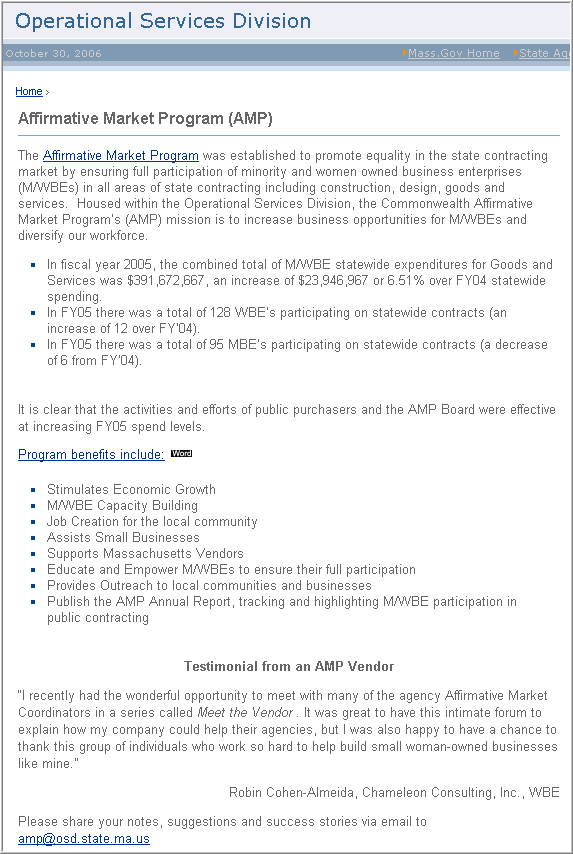 Operational Services Division
October 30, 2006 Mass.Gov Home State
Home ›
Affirmative Market Program (AMP)
The Affirmative Market Program was established to promote equality in the state contracting
market by ensuring full participation of minority and women owned business enterprises
(M/WBEs) in all areas of state contracting including construction, design, goods and
services. Housed within the Operational Services Division, the Commonwealth Affirmative
Market Program's (AMP) mission is to increase business opportunities for M/WBEs and
diversify our workforce.
In fiscal year 2005, the combined total of M/WBE statewide expenditures for Goods and
Services was $391,672,667, an increase of $23,946,967 or 6.51% over FY04 statewide
spending.
In FY05 there was a total of 128 WBE's participating on statewide contracts (an
increase of 12 over FY'04).
In FY05 there was a total of 95 MBE's participating on statewide contracts (a decrease
of 6 from FY'04).
It is clear that the activities and efforts of public purchasers and the AMP Board were effective
at increasing FY05 spend levels.
Program benefits include: Word
Stimulates Economic Growth
M/WBE Capacity Building
Job Creation for the local community
Assists Small Businesses
Supports Massachusetts Vendors
Educate and Empower M/WBEs to ensure their full participation
Provides Outreach to local communities and businesses
Publish the AMP Annual Report, tracking and highlighting M/WBE participation in
public contracting
Testimonial from an AMP Vendor
"I recently had the wonderful opportunity to meet with many of the agency Affirmative Market
Coordinators in a series called Meet the Vendor . It was great to have this intimate forum to
explain how my company could help their agencies, but I was also happy to have a chance to
thank this group of individuals who work so hard to help build small woman-owned businesses
like mine."
Robin Cohen-Almeida, Chameleon Consulting, Inc., WBE
Please share your notes, suggestions and success stories via email to
amp@osd.state.ma.us